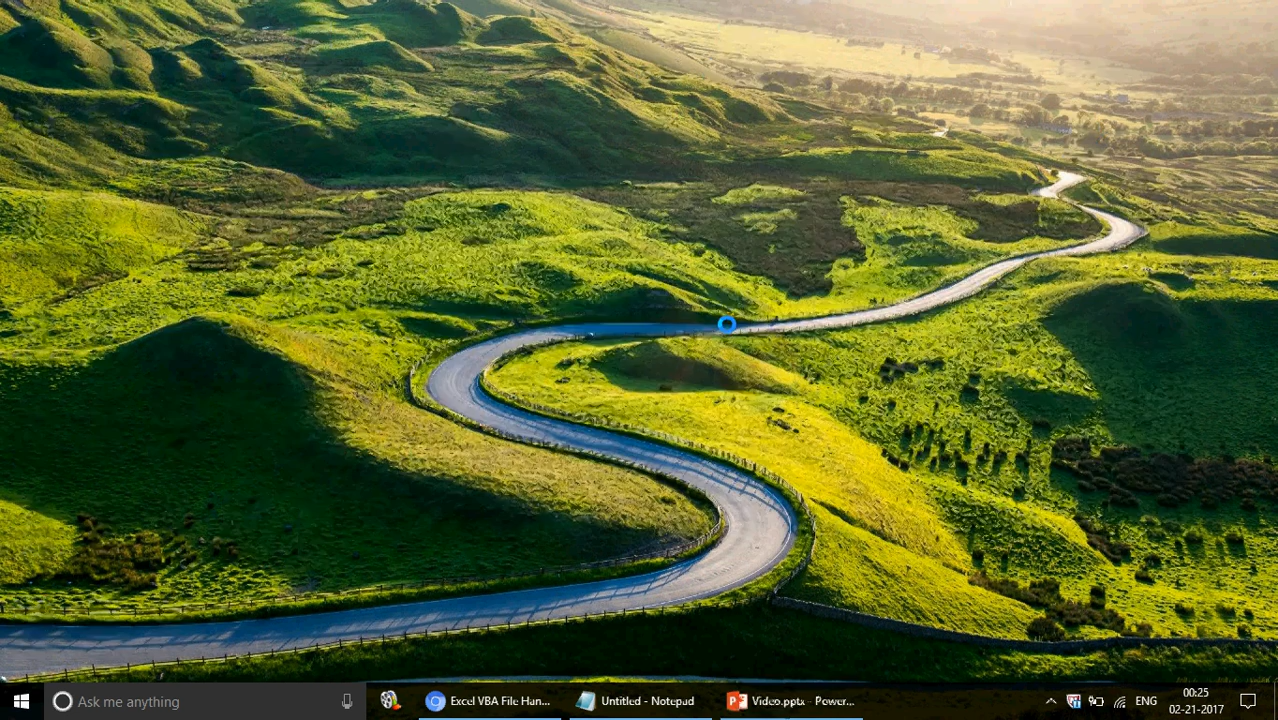 Ask me anything
Excel VBA File Han...
Untitled - Notepad
Video.pptx - Power...
ENG
00:25
02-21-2017